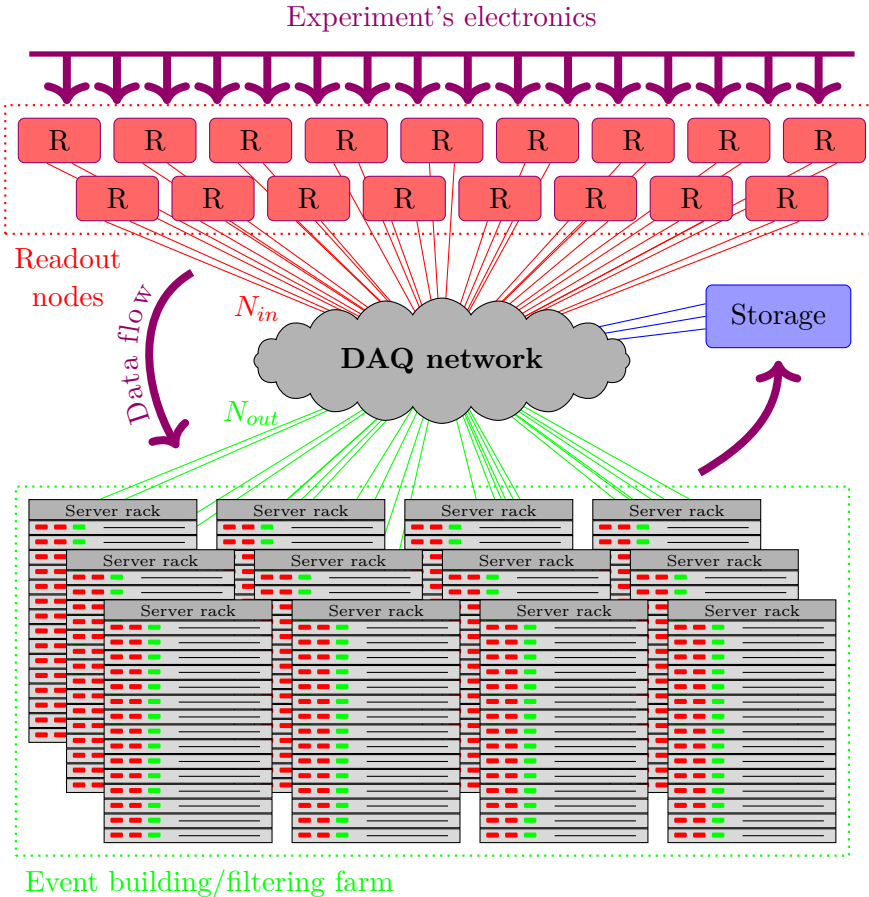 Experiment's electronics
R R R R R R R R R
R R R R R R R R
Readout
nodes
Data flow
N_in
Storage
DAQ network
N_out
Server rack Server rack Server rack Server rack
Server rack Server rack Server rack Server rack
Server rack Server rack Server rack Server rack
Event building/filtering farm